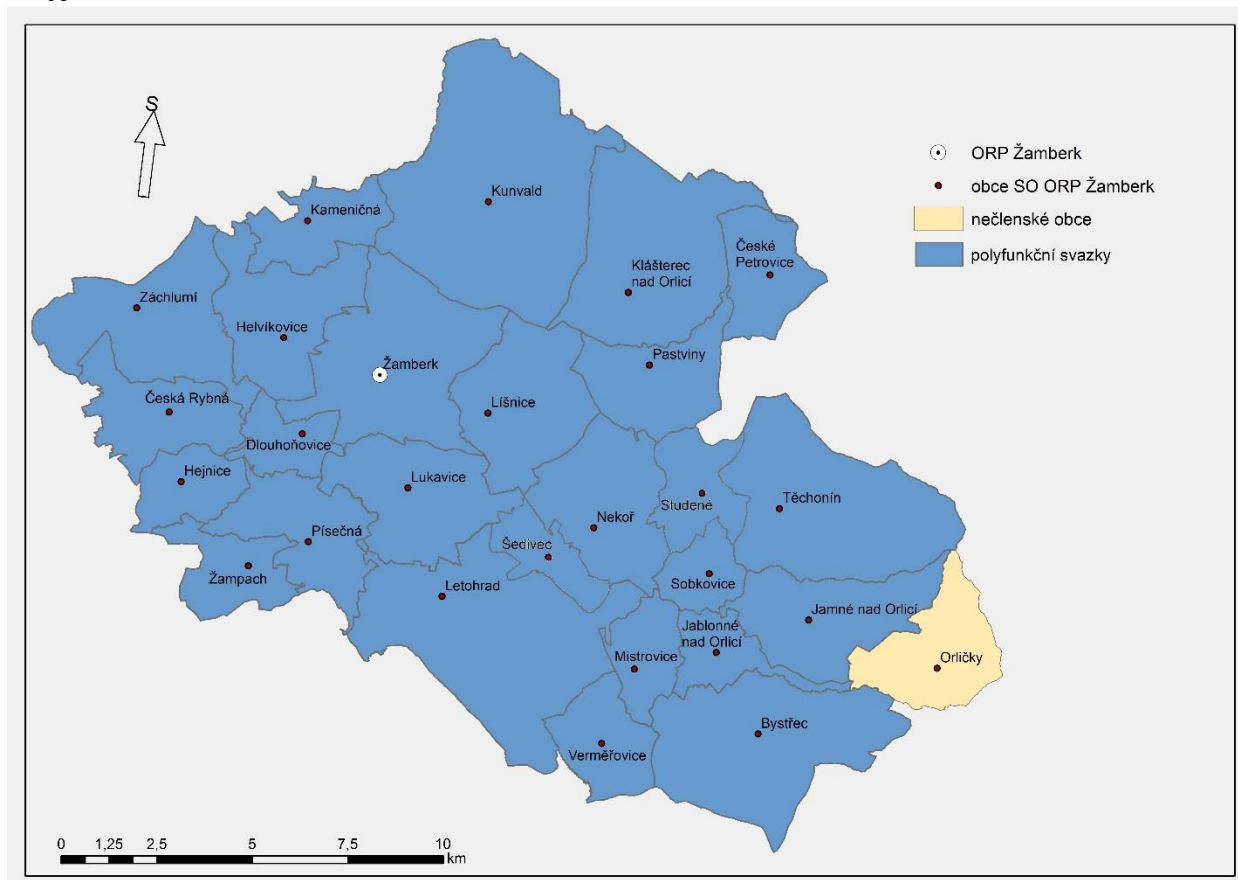 S
ORP Žamberk
obce SO ORP Žamberk
nečlenské obce
polyfunkční svazky
Kunvald
Kameničná
České
Petrovice
Klášterec
nad Orlicí
Záchlumí
Helvíkovice
Žamberk
Pastviny
Česká Rybná
Líšnice
Dlouhoňovice
Hejnice
Lukavice
Studené
Těchonín
Nekoř
Písečná
Šedivec
Žampach
Letohrad
Sobkovice
Jamné nad Orlicí
Jablonné
nad Orlicí
Mistrovice
Orličky
Bystřec
Verměřovice
0 1,25 2,5 5 7,5 10
km